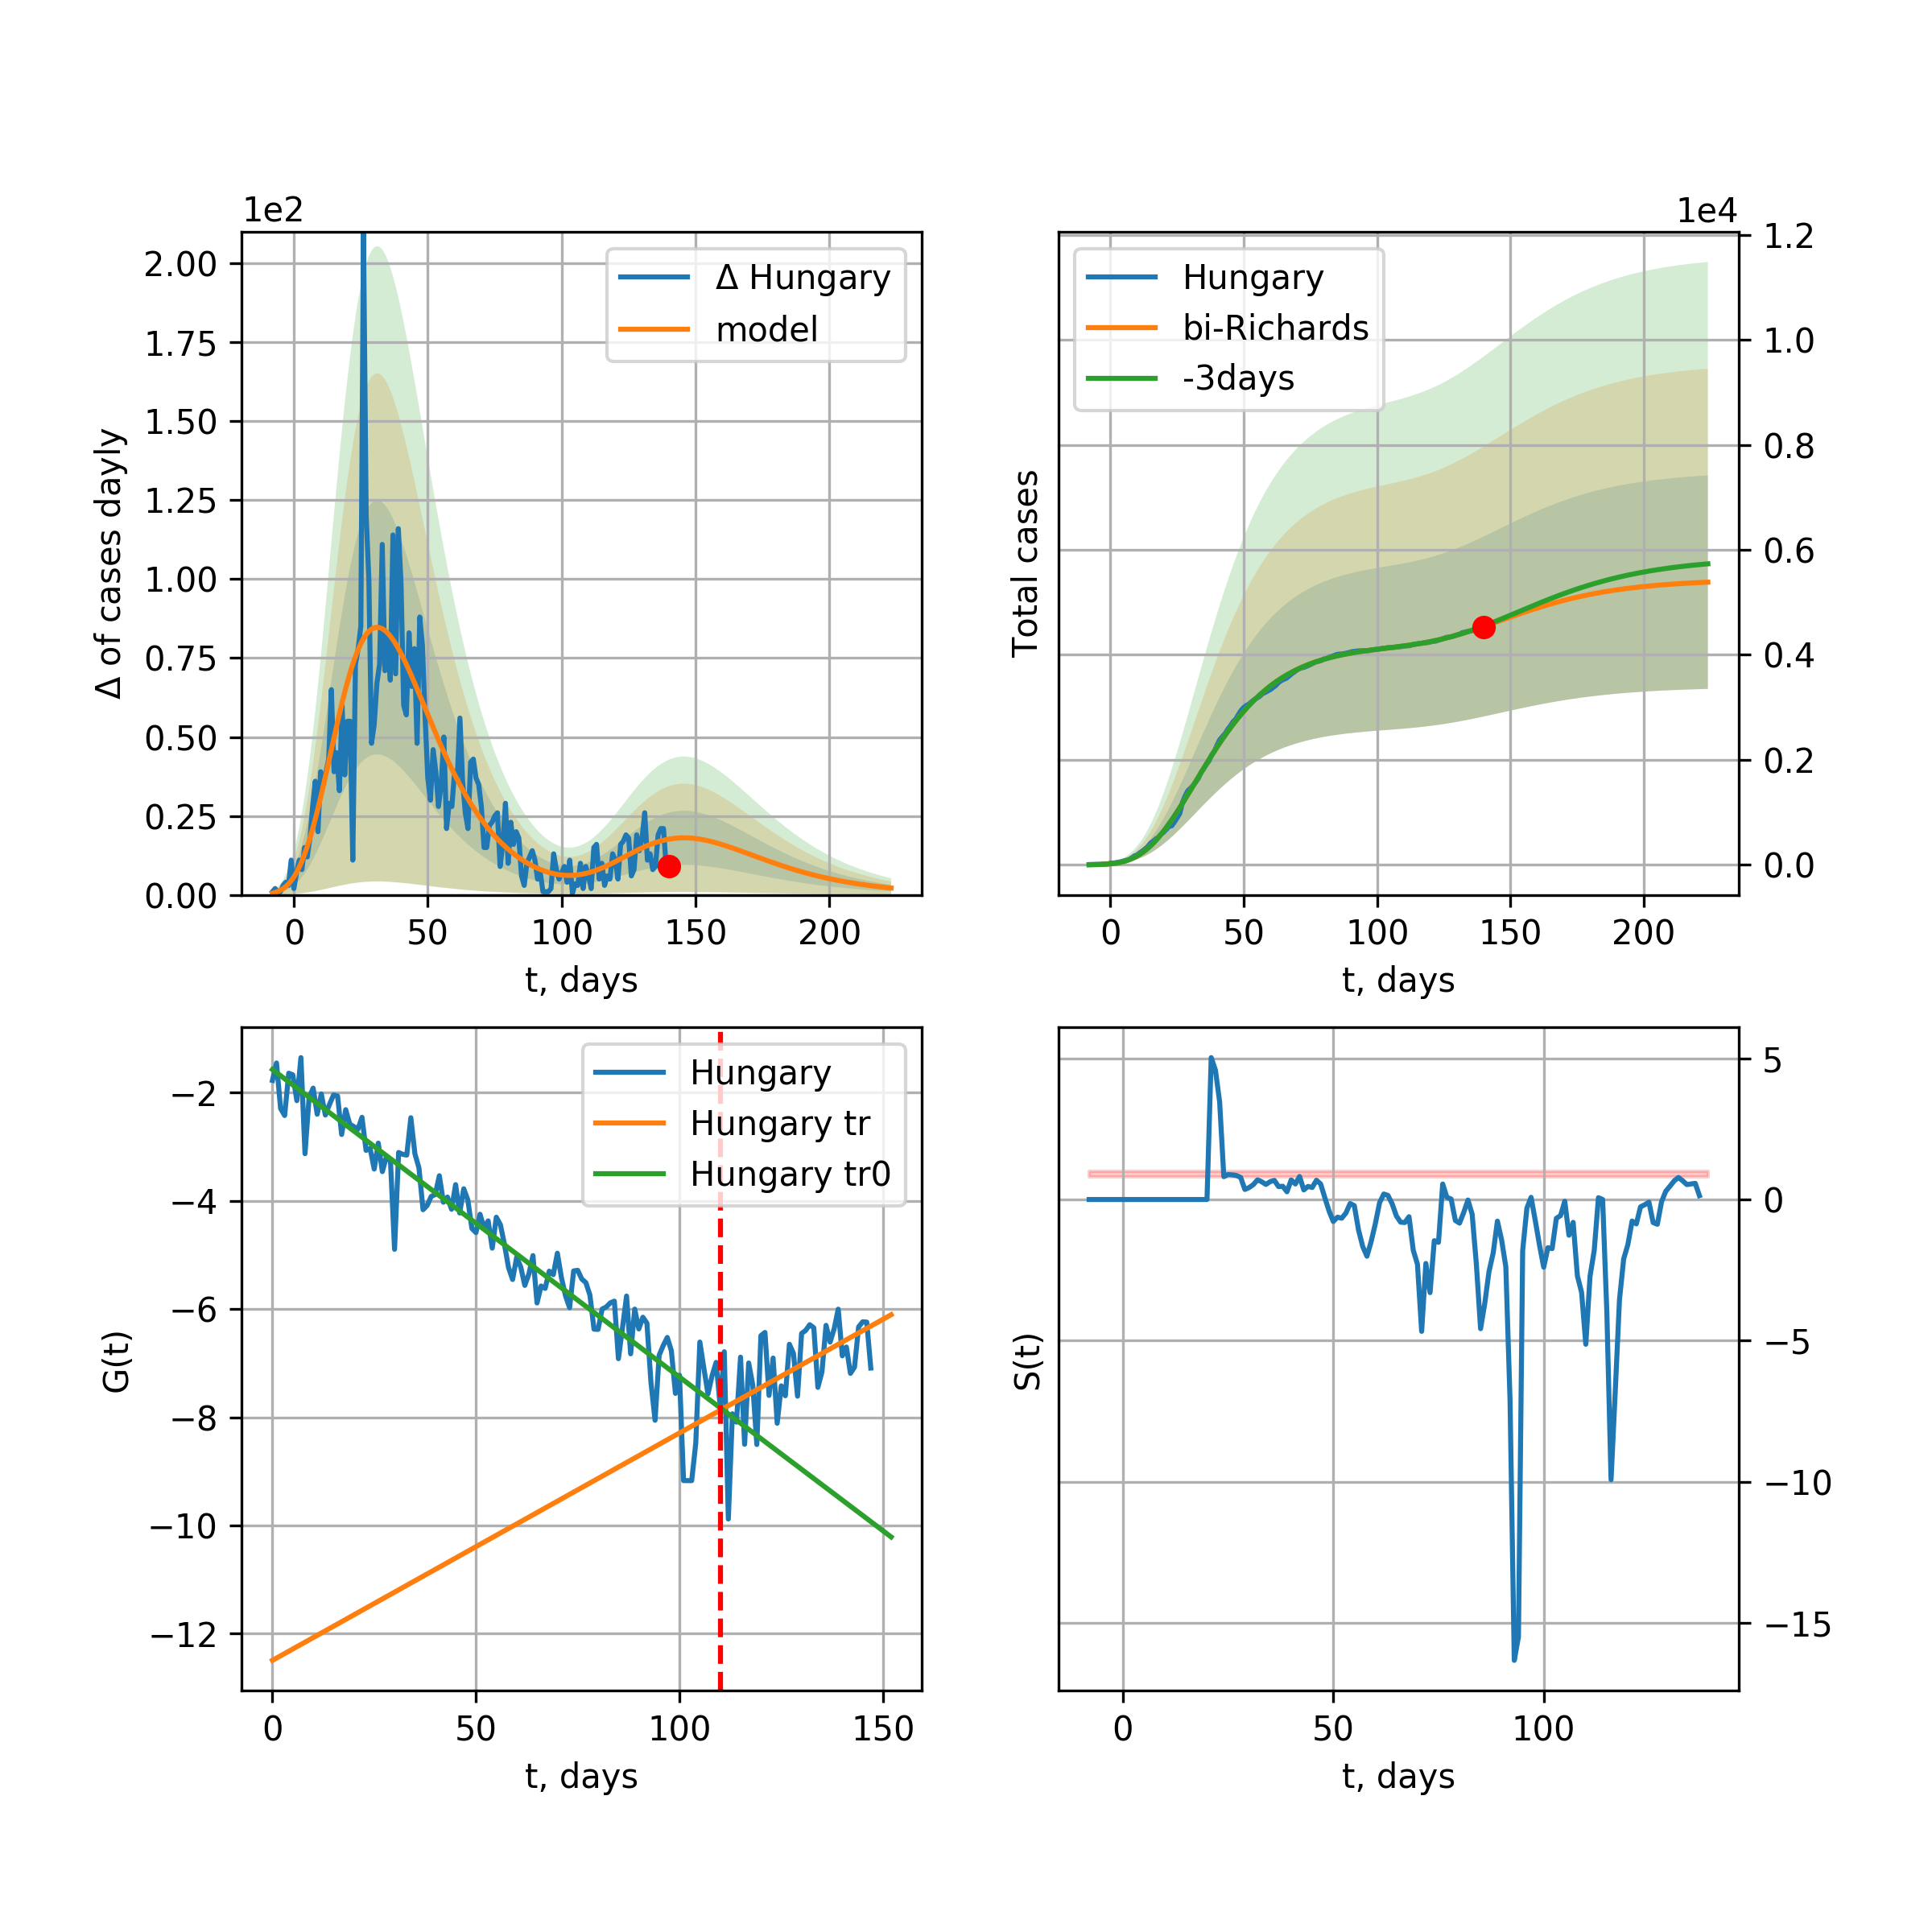 1e2
Δ of cases dayly
2.00
1.75
1.50
1.25
1.00
0.75
0.50
0.25
0.00
Δ Hungary
model
0 50 100 150 200
t, days
1e4
Total cases
Hungary
bi-Richards
-3days
1.2
1.0
0.8
0.6
0.4
0.2
0.0
0 50 100 150 200
t, days
G(t)
−2
−4
−6
−8
−10
−12
Hungary
Hungary tr
Hungary tr0
0 50 100 150
t, days
S(t)
5
0
−5
−10
−15
0 50 100
t, days